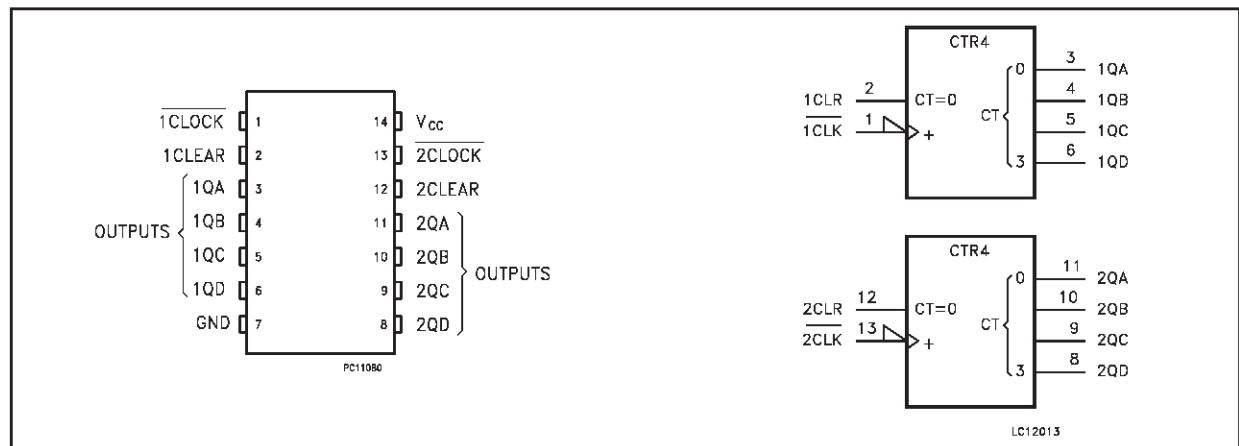 1CLOCK 1 14 VCC
1CLEAR 2 13 2CLOCK
1QA 3 12 2CLEAR
1QB 4 11 2QA
OUTPUTS
1QC 5 10 2QB
OUTPUTS
1QD 6 9 2QC
GND 7 8 2QD
PC11080
CTR4
0 3 1QA
1CLR 2 CT=0 4 1QB
1CLK 1 + CT 5 1QC
3 6 1QD
CTR4
0 11 2QA
2CLR 12 CT=0 10 2QB
2CLK 13 + CT 9 2QC
3 8 2QD
LC12013